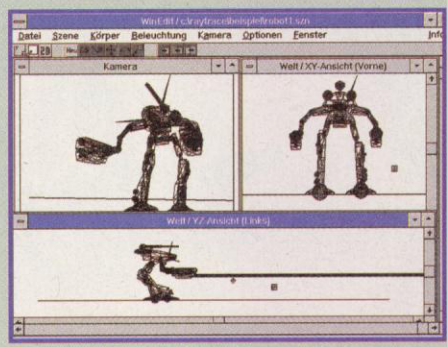 WinEdit / c:\raytrace\beispiel\robot1.szn
Datei Szene Körper Beleuchtung Kamera Optionen Fenster Info
Kamera
Welt / XY-Ansicht (Vorne)
Welt / YZ-Ansicht (Links)